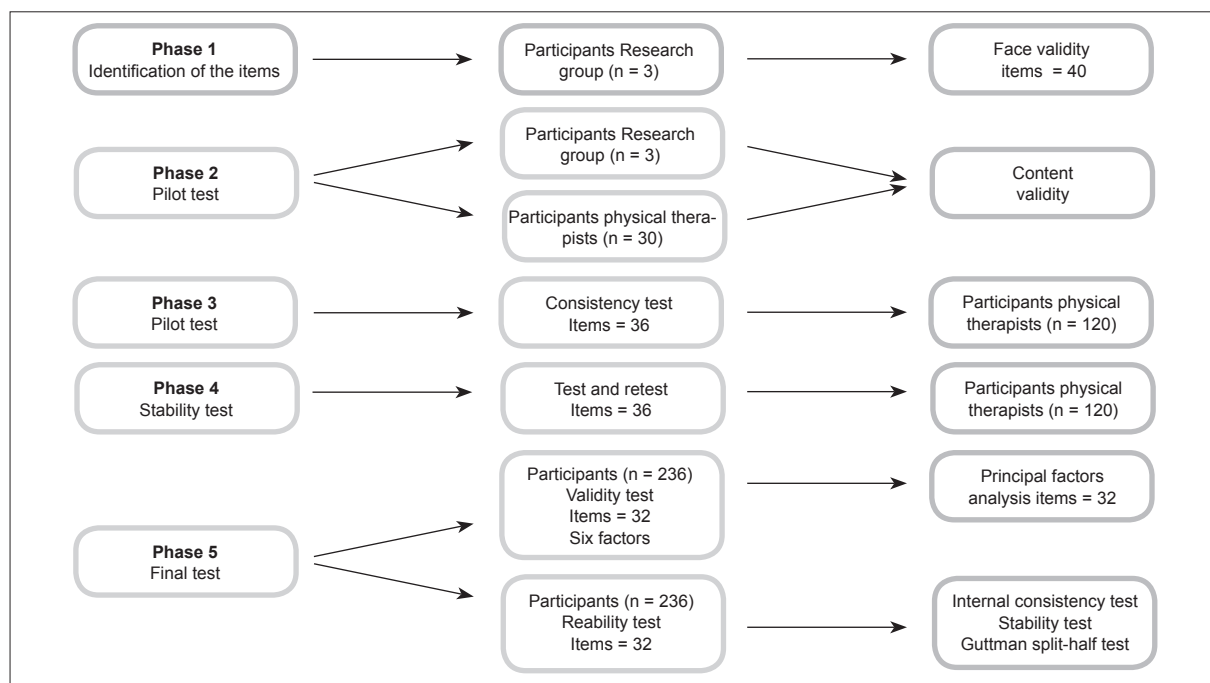 Phase 1
Identification of the items
Participants Research
group (n = 3)
Face validity
items = 40
Phase 2
Pilot test
Participants Research
group (n = 3)
Participants physical thera-
pists (n = 30)
Content
validity
Phase 3
Pilot test
Consistency test
Items = 36
Participants physical
therapists (n = 120)
Phase 4
Stability test
Test and retest
Items = 36
Participants physical
therapists (n = 120)
Phase 5
Final test
Participants (n = 236)
Validity test
Items = 32
Six factors
Principal factors
analysis items = 32
Participants (n = 236)
Reability test
Items = 32
Internal consistency test
Stability test
Guttman split-half test